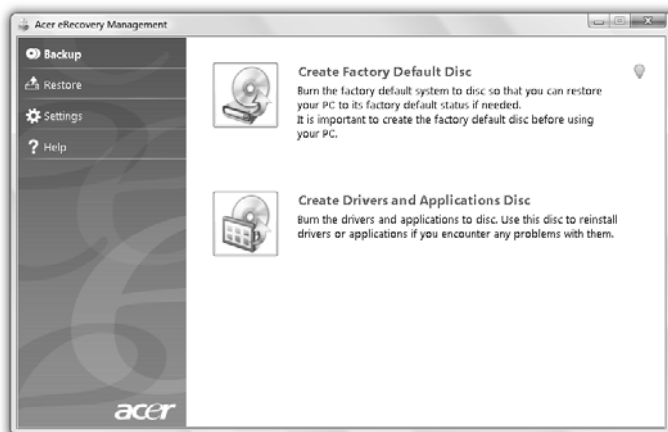 Acer eRecovery Management
Backup
Restore
Settings
? Help
Create Factory Default Disc
Burn the factory default system to disc so that you can restore
your PC to its factory default status if needed.
It is important to create the factory default disc before using
your PC.
Create Drivers and Applications Disc
Burn the drivers and applications to disc. Use this disc to reinstall
drivers or applications if you encounter any problems with them.
acer